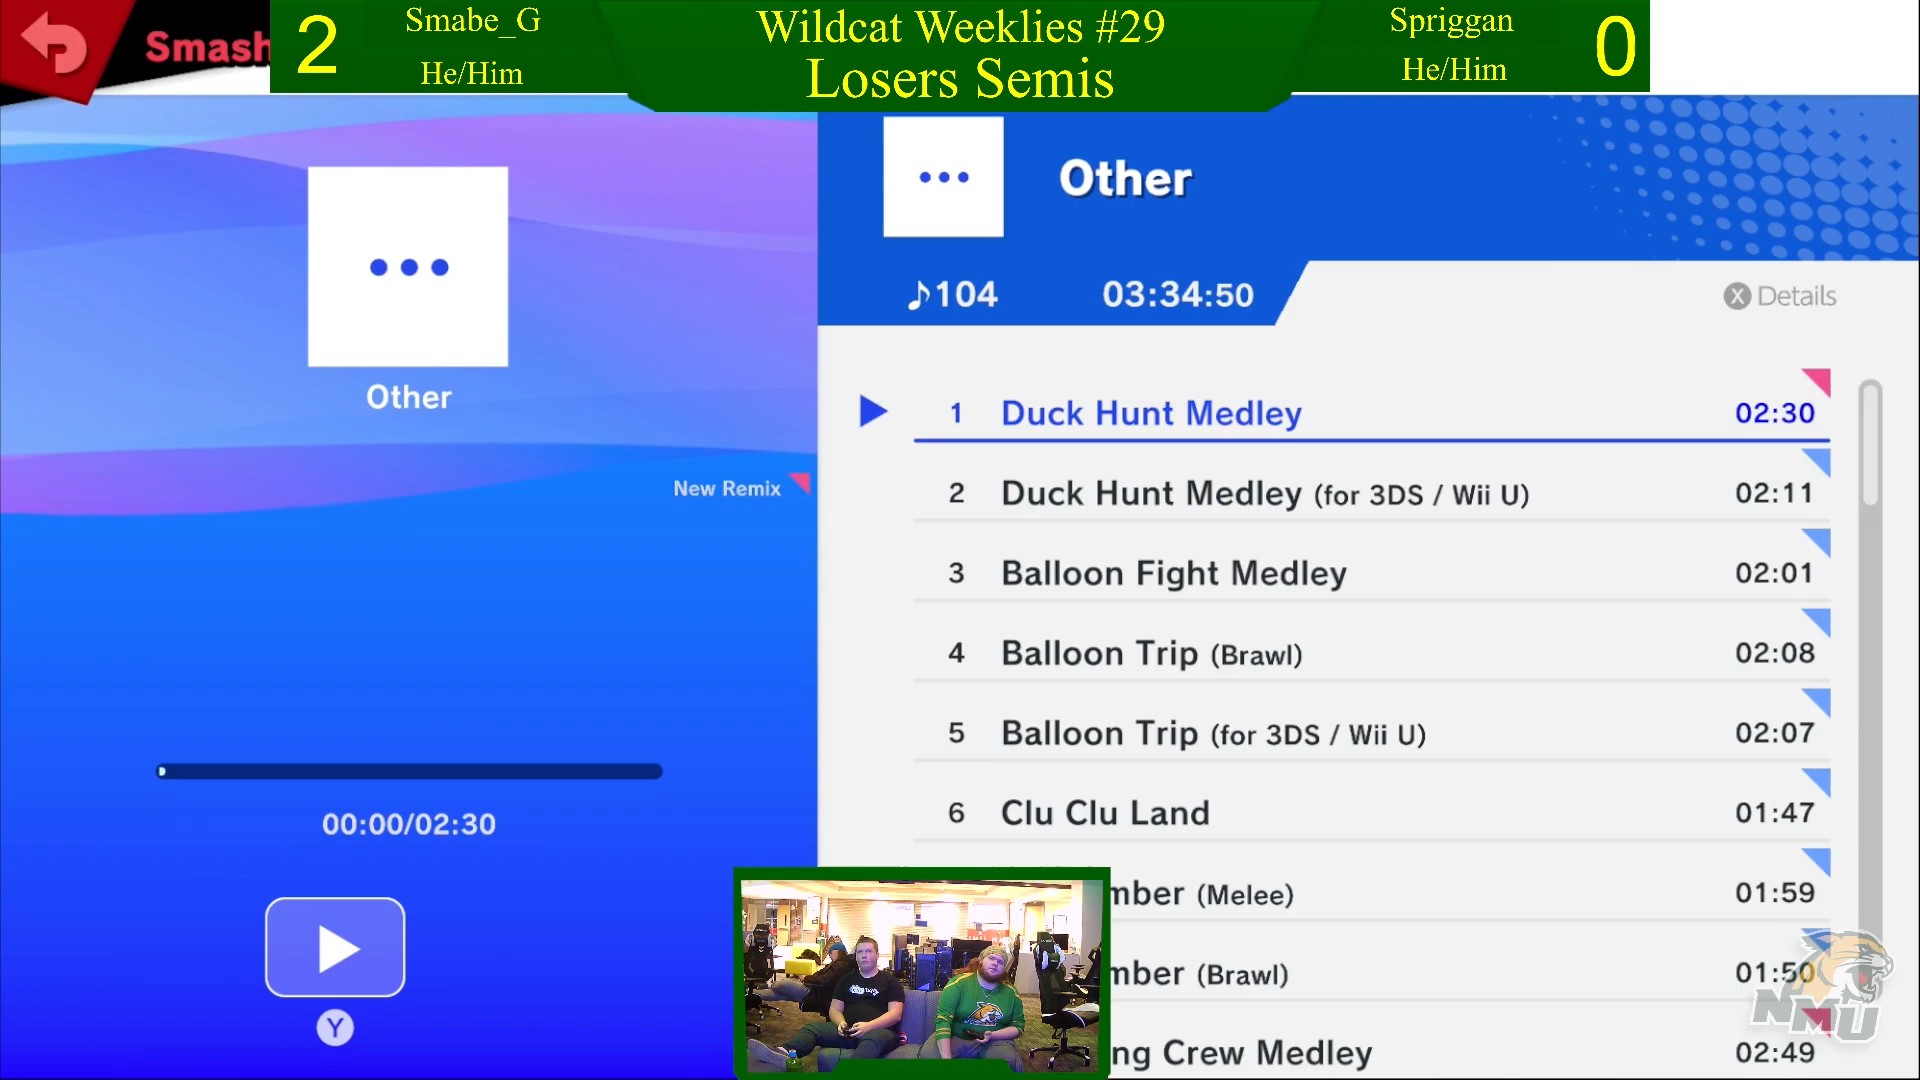 Smash
2
Smabe_G
He/Him
Wildcat Weeklies #29
Losers Semis
Spriggan
He/Him
0
Other
Other
♪104
03:34:50
X Details
1 Duck Hunt Medley 02:30
2 Duck Hunt Medley (for 3DS / Wii U) 02:11
New Remix
3 Balloon Fight Medley 02:01
4 Balloon Trip (Brawl) 02:08
5 Balloon Trip (for 3DS / Wii U) 02:07
6 Clu Clu Land 01:47
mber (Melee) 01:59
mber (Brawl) 01:50
ng Crew Medley 02:49
00:00/02:30
Y
NMU